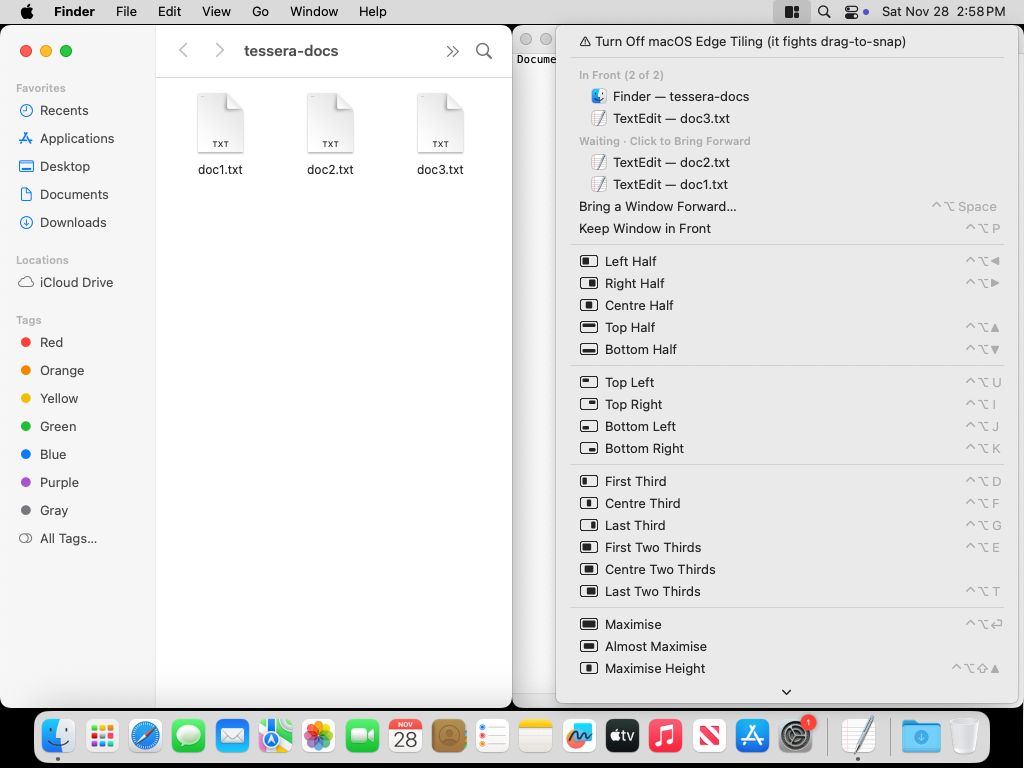 Finder File Edit View Go Window Help Sat Nov 28 2:58 PM
tessera-docs
Favorites
Recents
Applications
Desktop
Documents
Downloads
Locations
iCloud Drive
Tags
Red
Orange
Yellow
Green
Blue
Purple
Gray
All Tags...
TXT TXT TXT
doc1.txt doc2.txt doc3.txt
Docume
⚠ Turn Off macOS Edge Tiling (it fights drag-to-snap)
In Front (2 of 2)
Finder — tessera-docs
TextEdit — doc3.txt
Waiting · Click to Bring Forward
TextEdit — doc2.txt
TextEdit — doc1.txt
Bring a Window Forward... ⌃⌥ Space
Keep Window in Front ⌃⌥ P
Left Half ⌃⌥◀
Right Half ⌃⌥▶
Centre Half
Top Half ⌃⌥▲
Bottom Half ⌃⌥▼
Top Left ⌃⌥ U
Top Right ⌃⌥ I
Bottom Left ⌃⌥ J
Bottom Right ⌃⌥ K
First Third ⌃⌥ D
Centre Third ⌃⌥ F
Last Third ⌃⌥ G
First Two Thirds ⌃⌥ E
Centre Two Thirds
Last Two Thirds ⌃⌥ T
Maximise ⌃⌥⏎
Almost Maximise
Maximise Height ⌃⌥⇧▲
NOV
28
tv
1